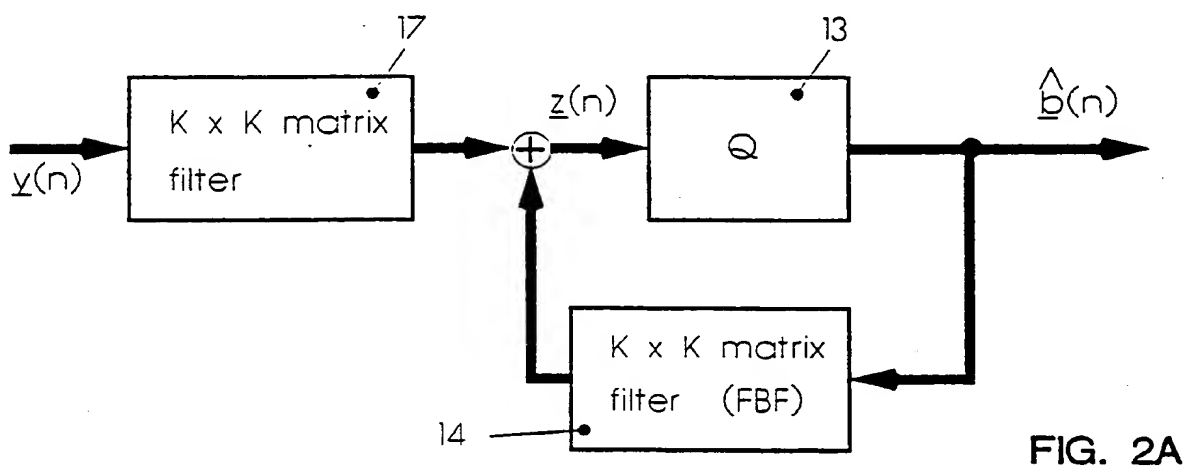 17
13
K x K matrix
filter
y(n)
z(n)
Q
b̂(n)
K x K matrix
filter (FBF)
14
FIG. 2A